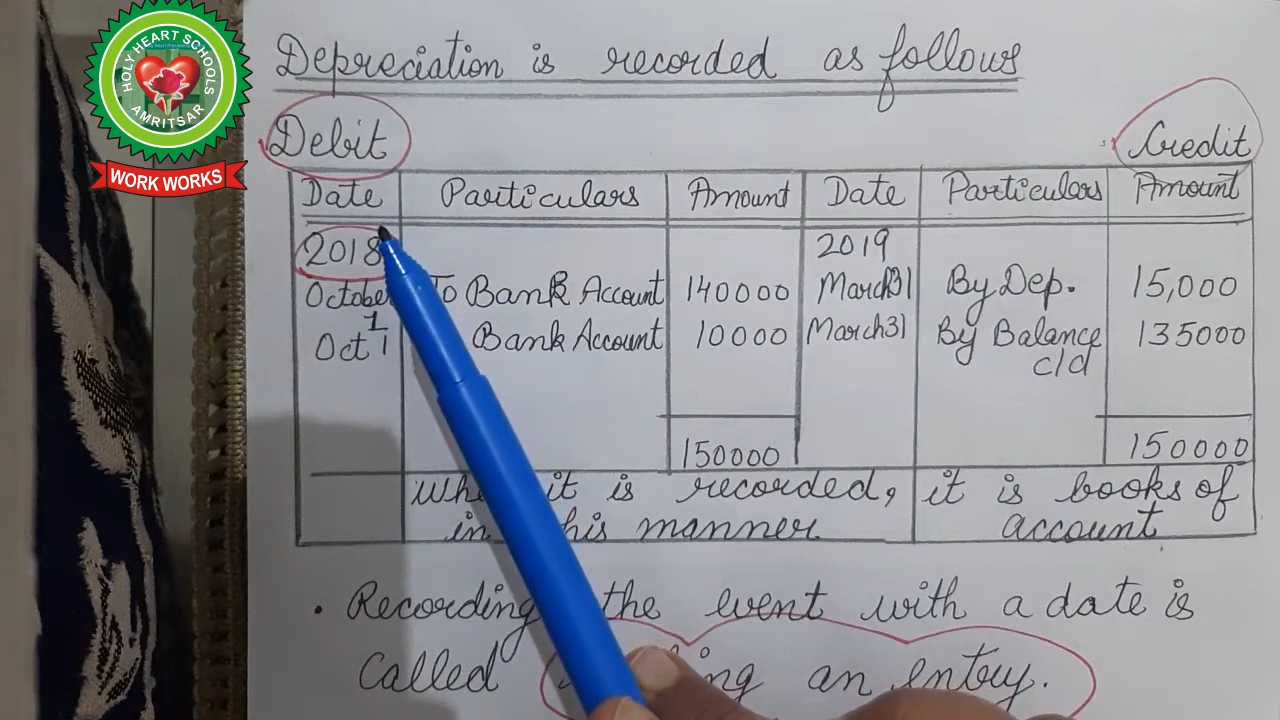 HOLY HEART SCHOOLS
AMRITSAR
WORK WORKS
Depreciation is recorded as follows
Debit Credit
Date Particulars Amount Date Particulars Amount
2018 2019
October To Bank Account 140000 March31 By Dep. 15,000
1
Oct 1 Bank Account 10000 March31 By Balance 135000
c/d
150000 150000
it is recorded, it is books of
in manner account
• Recording the event with a date is
called an entry.